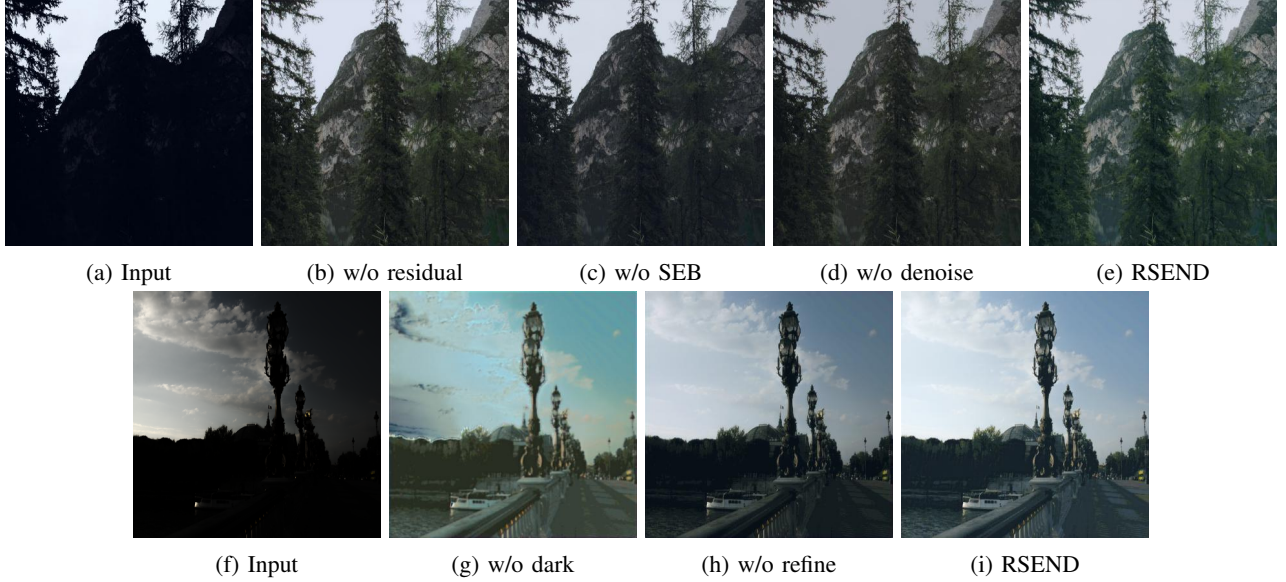 (a) Input
(b) w/o residual
(c) w/o SEB
(d) w/o denoise
(e) RSEND
(f) Input
(g) w/o dark
(h) w/o refine
(i) RSEND